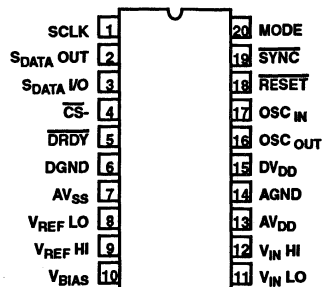 SCLK 1 20 MODE
SDATA OUT 2 19 SYNC
SDATA I/O 3 18 RESET
CS- 4 17 OSC IN
DRDY 5 16 OSC OUT
DGND 6 15 DVDD
AVSS 7 14 AGND
VREF LO 8 13 AVDD
VREF HI 9 12 VIN HI
VBIAS 10 11 VIN LO